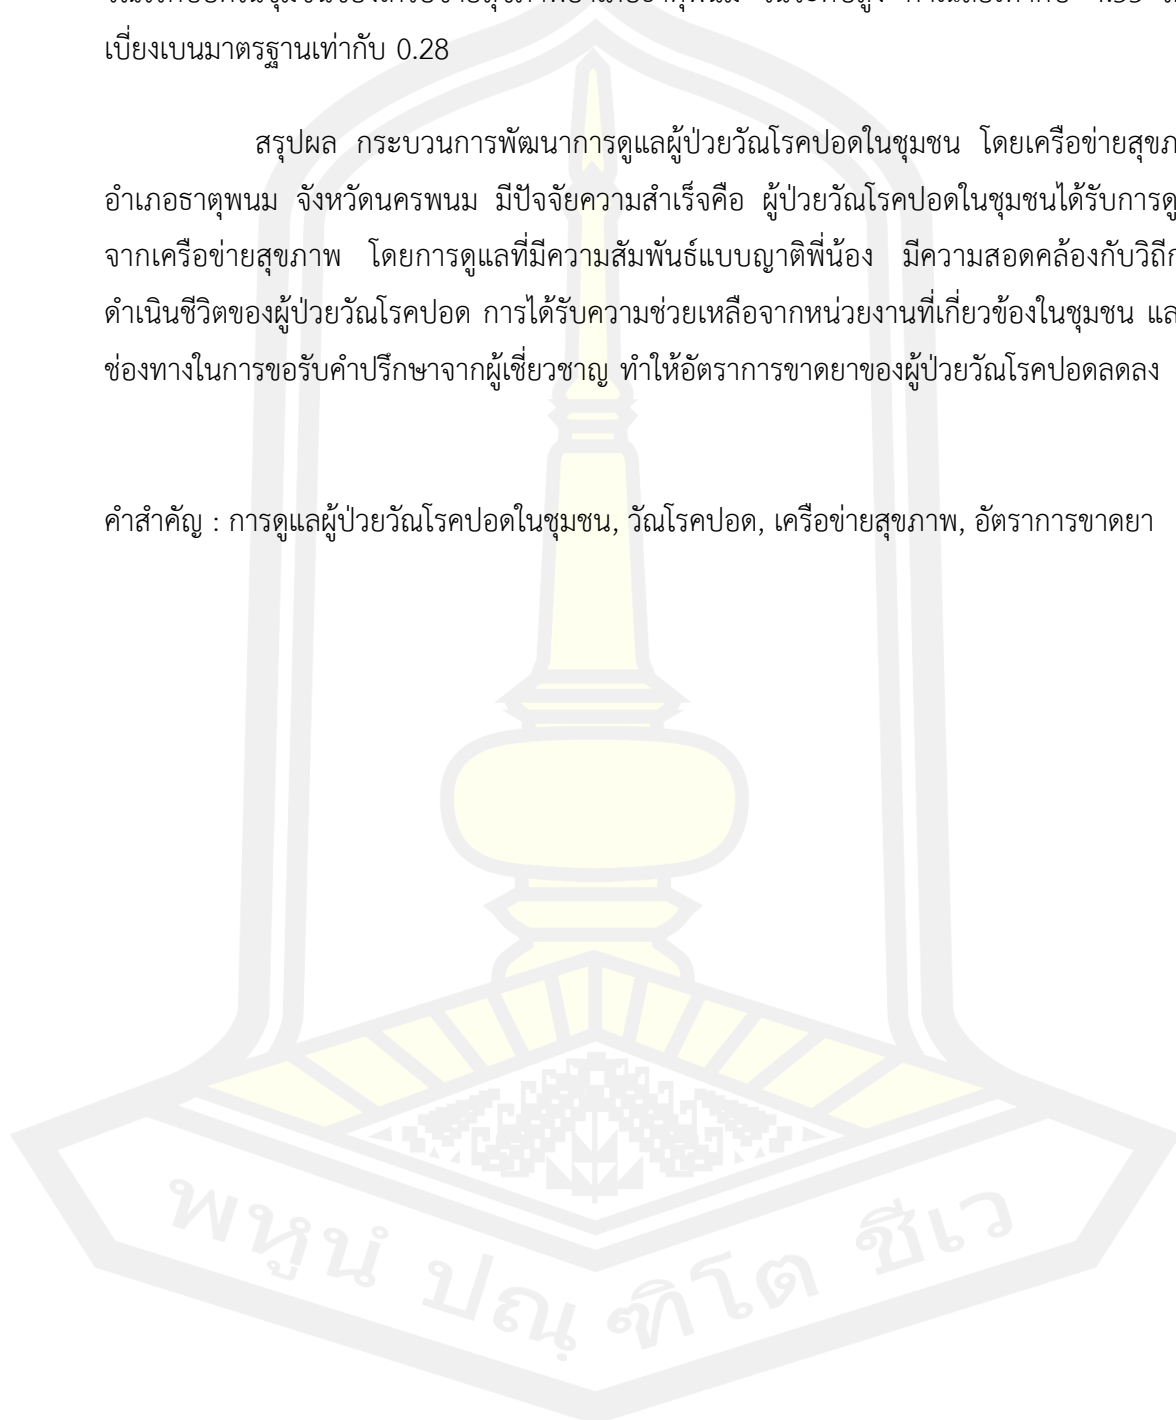 เบี่ยงเบนมาตรฐานเท่ากับ 0.28
สรุปผล กระบวนการพัฒนาการดูแลผู้ป่วยวัณโรคปอดในชุมชน โดยเครือข่ายสุขภ
อำเภอธาตุพนม จังหวัดนครพนม มีปัจจัยความสำเร็จคือ ผู้ป่วยวัณโรคปอดในชุมชนได้รับการดู
จากเครือข่ายสุขภาพ โดยการดูแลที่มีความสัมพันธ์แบบญาติพี่น้อง มีความสอดคล้องกับวิถีก
ดำเนินชีวิตของผู้ป่วยวัณโรคปอด การได้รับความช่วยเหลือจากหน่วยงานที่เกี่ยวข้องในชุมชน แล
ช่องทางในการขอรับคำปรึกษาจากผู้เชี่ยวชาญ ทำให้อัตราการขาดยาของผู้ป่วยวัณโรคปอดลดลง
คำสำคัญ : การดูแลผู้ป่วยวัณโรคปอดในชุมชน, วัณโรคปอด, เครือข่ายสุขภาพ, อัตราการขาดยา
พหูนํ ปณฺฑิโต ชีเว